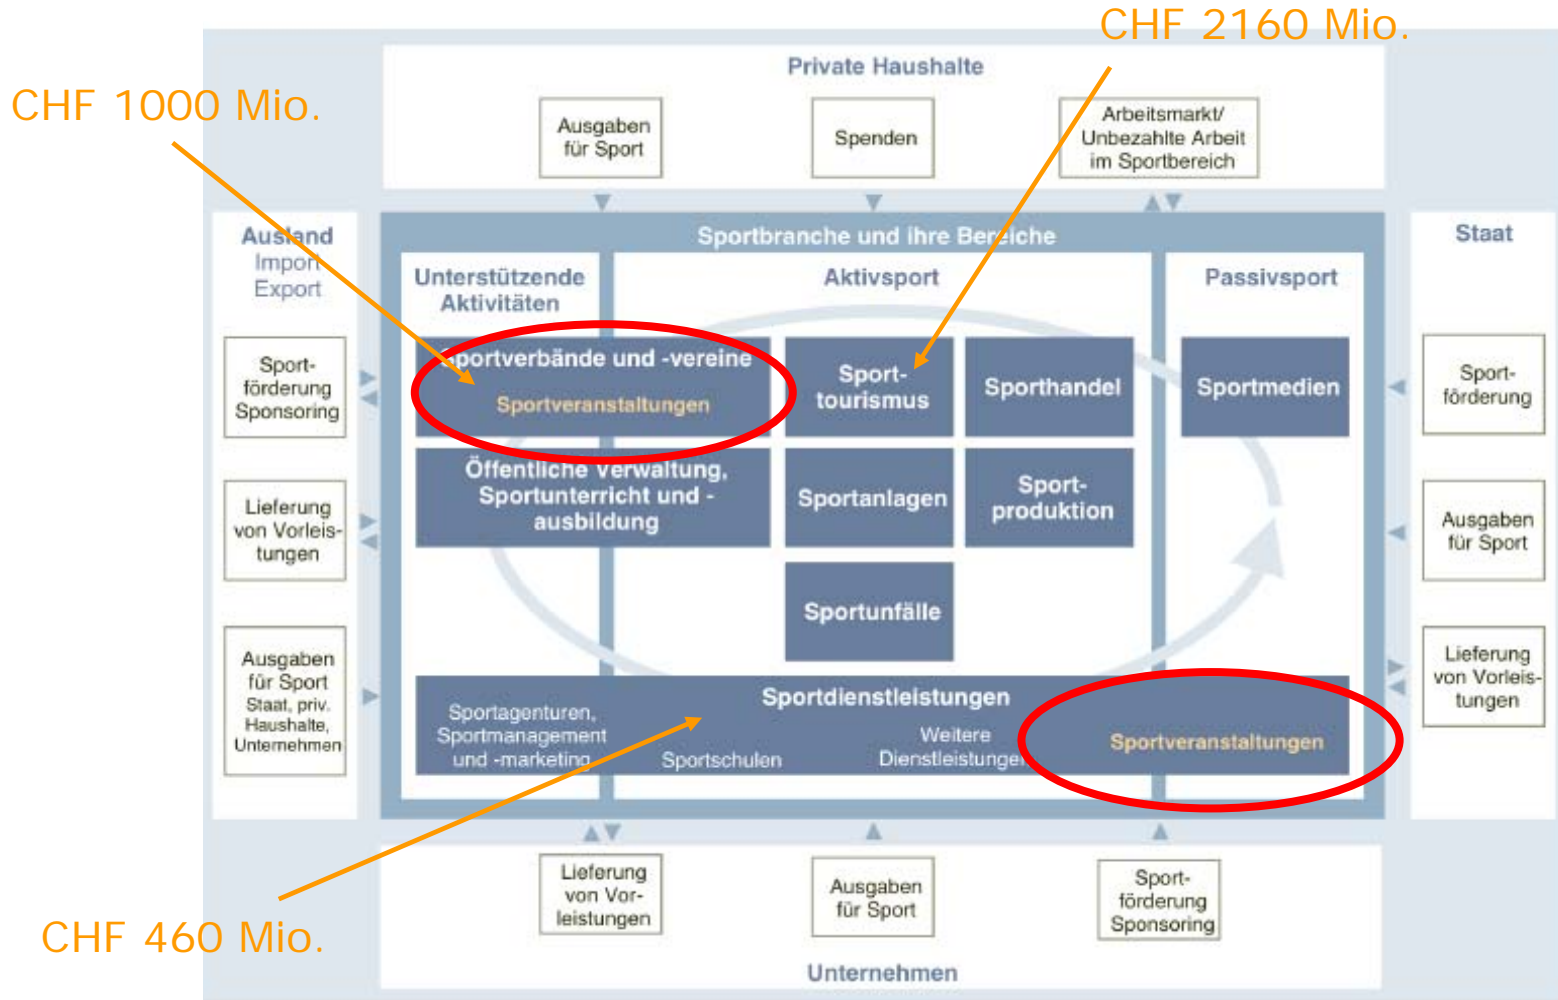 CHF 2160 Mio.
CHF 1000 Mio.
Private Haushalte
Ausgaben
für Sport
Spenden
Arbeitsmarkt/
Unbezahlte Arbeit
im Sportbereich
Ausland
Import
Export
Sport-
förderung
Sponsoring
Lieferung
von Vorleis-
tungen
Ausgaben
für Sport
Staat, priv.
Haushalte,
Unternehmen
Sportbranche und ihre Bereiche
Unterstützende
Aktivitäten
Aktivsport
Passivsport
Sportverbände und -vereine
Sportveranstaltungen
Sport-
tourismus
Sporthandel
Sportmedien
Öffentliche Verwaltung,
Sportunterricht und -
ausbildung
Sportanlagen
Sport-
produktion
Sportunfälle
Sportdienstleistungen
Sportagenturen,
Sportmanagement
und -marketing
Sportschulen
Weitere
Dienstleistungen
Sportveranstaltungen
Staat
Sport-
förderung
Ausgaben
für Sport
Lieferung
von Vorleis-
tungen
Lieferung
von Vor-
leistungen
Ausgaben
für Sport
Sport-
förderung
Sponsoring
CHF 460 Mio.
Unternehmen